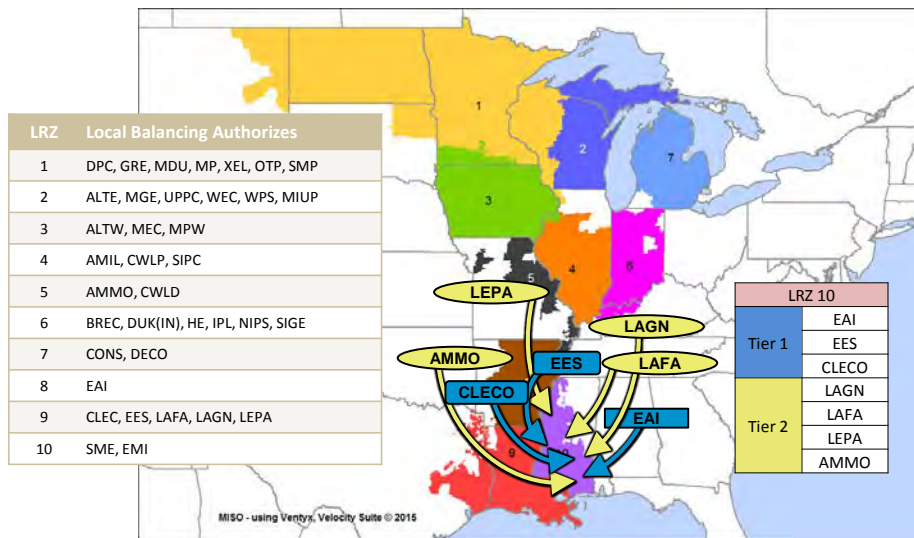 LRZ Local Balancing Authorizes
1 DPC, GRE, MDU, MP, XEL, OTP, SMP
2 ALTE, MGE, UPPC, WEC, WPS, MIUP
3 ALTW, MEC, MPW
4 AMIL, CWLP, SIPC
5 AMMO, CWLD
6 BREC, DUK(IN), HE, IPL, NIPS, SIGE
7 CONS, DECO
8 EAI
9 CLEC, EES, LAFA, LAGN, LEPA
10 SME, EMI
1
2
2
7
3
4
6
5
LEPA
LAGN
AMMO
EES
LAFA
CLECO
EAI
9
LRZ 10
Tier 1
EAI
EES
CLECO
Tier 2
LAGN
LAFA
LEPA
AMMO
MISO - using Ventyx, Velocity Suite © 2015